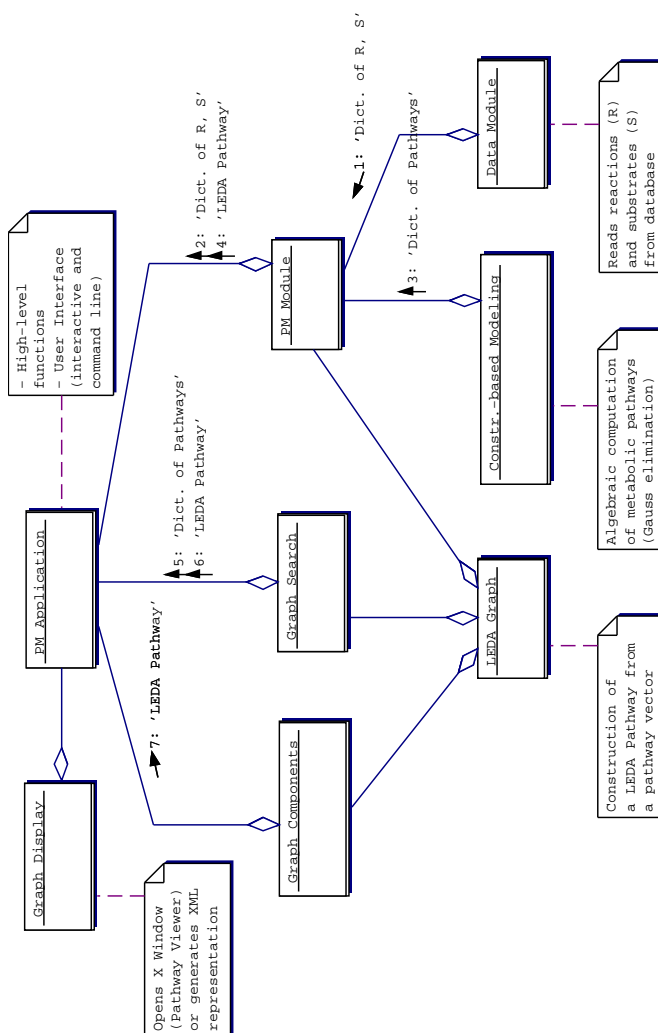 Opens X Window
(Pathway Viewer)
or generates XML
representation
Graph Display
PM Application
- High-level
functions
- User Interface
(interactive and
command line)
7: 'LEDA Pathway'
5: 'Dict. of Pathways'
6: 'LEDA Pathway'
2: 'Dict. of R, S'
4: 'LEDA Pathway'
Graph Components
Graph Search
PM Module
1: 'Dict. of R, S'
3: 'Dict. of Pathways'
LEDA Graph
Constr.-based Modeling
Data Module
Construction of
a LEDA Pathway from
a pathway vector
Algebraic computation
of metabolic pathways
(Gauss elimination)
Reads reactions (R)
and substrates (S)
from database